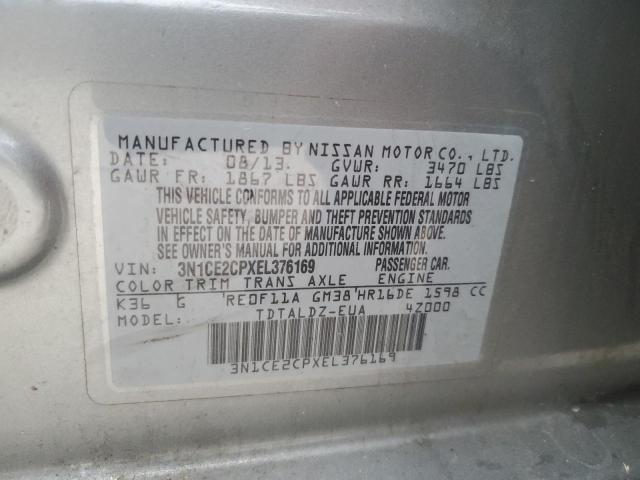 MANUFACTURED BY NISSAN MOTOR CO., LTD.
DATE: 08/13. GVWR: 3470 LBS
GAWR FR: 1867 LBS GAWR RR: 1664 LBS
THIS VEHICLE CONFORMS TO ALL APPLICABLE FEDERAL MOTOR
VEHICLE SAFETY, BUMPER AND THEFT PREVENTION STANDARDS
IN EFFECT ON THE DATE OF MANUFACTURE SHOWN ABOVE.
SEE OWNER'S MANUAL FOR ADDITIONAL INFORMATION.
VIN: 3N1CE2CPXEL376169 PASSENGER CAR.
COLOR TRIM TRANS AXLE ENGINE
K36 G 'RE0F11A GM38'HR16DE 1598 CC
MODEL: TDTALDZ-EUA 4Z000
3N1CE2CPXEL376169